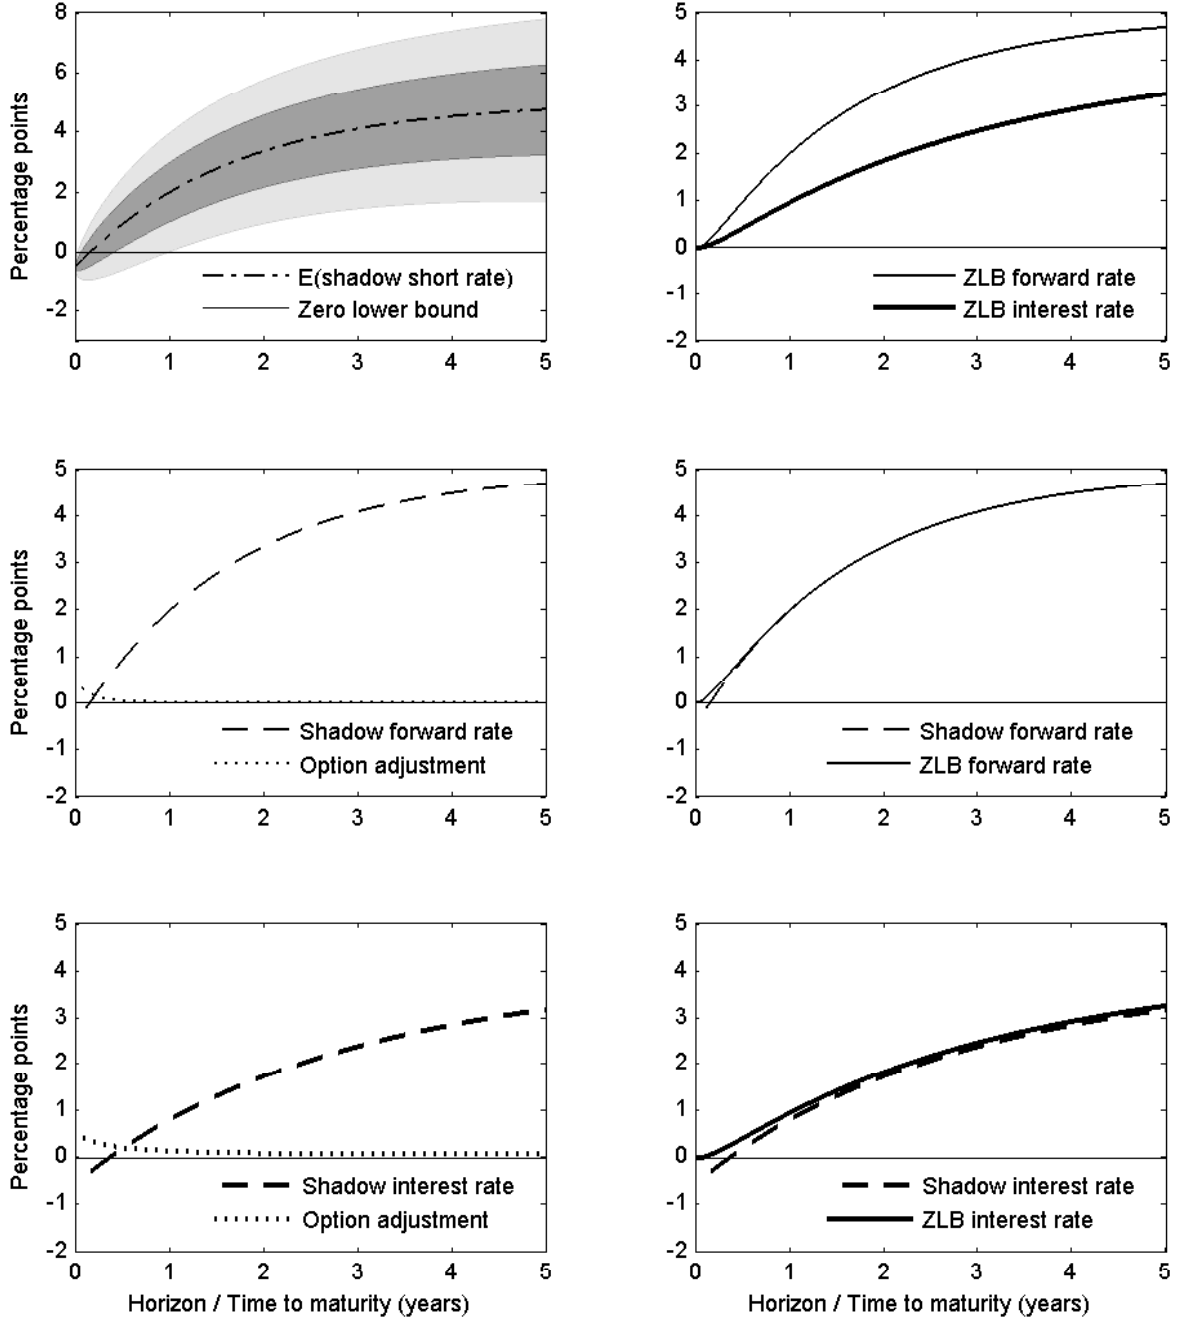 8
6
4
2
0
-2
Percentage points
E(shadow short rate)
Zero lower bound
0 1 2 3 4 5
5
4
3
2
1
0
-1
-2
ZLB forward rate
ZLB interest rate
0 1 2 3 4 5
5
4
3
2
1
0
-1
-2
Percentage points
Shadow forward rate
Option adjustment
0 1 2 3 4 5
5
4
3
2
1
0
-1
-2
Shadow forward rate
ZLB forward rate
0 1 2 3 4 5
5
4
3
2
1
0
-1
-2
Percentage points
Shadow interest rate
Option adjustment
0 1 2 3 4 5
Horizon / Time to maturity (years)
5
4
3
2
1
0
-1
-2
Shadow interest rate
ZLB interest rate
0 1 2 3 4 5
Horizon / Time to maturity (years)